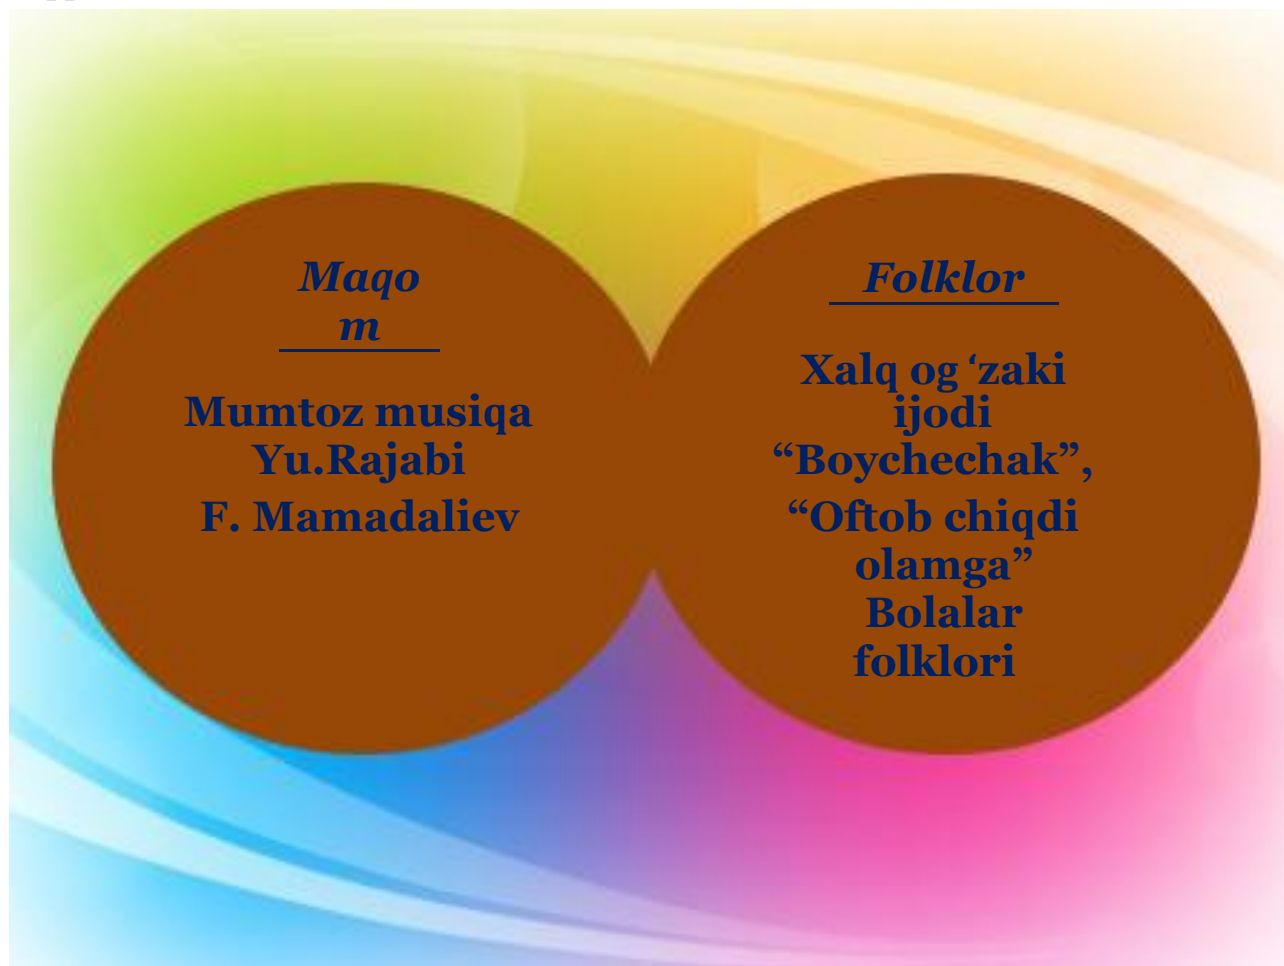 Maqo
m
Mumtoz musiqa
Yu.Rajabi
F. Mamadaliev
Folklor
Xalq og ‘zaki
ijodi
“Boychechak”,
“Oftob chiqdi
olamga”
Bolalar
folklori